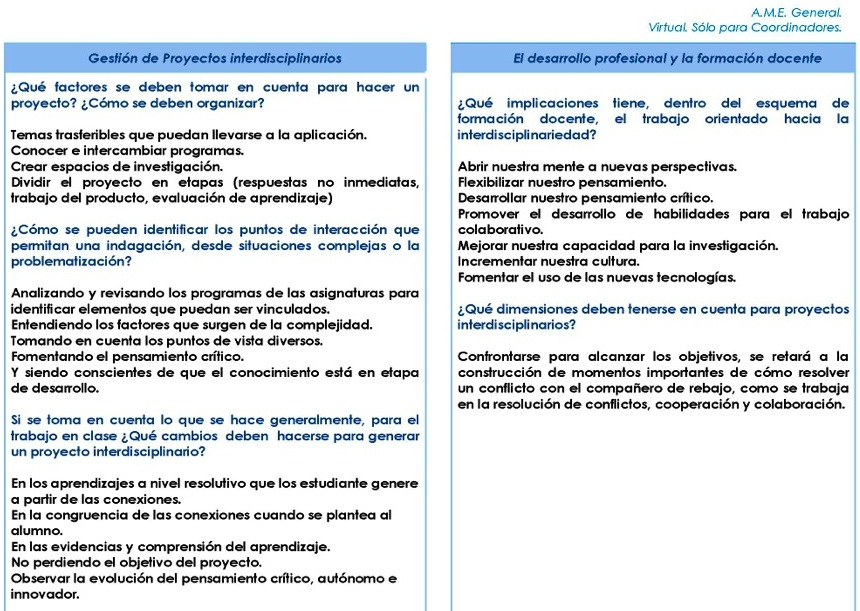 A.M.E. General.
Virtual. Sólo para Coordinadores.
Gestión de Proyectos interdisciplinarios
¿Qué factores se deben tomar en cuenta para hacer un
proyecto? ¿Cómo se deben organizar?
Temas trasferibles que puedan llevarse a la aplicación.
Conocer e intercambiar programas.
Crear espacios de investigación.
Dividir el proyecto en etapas (respuestas no inmediatas,
trabajo del producto, evaluación de aprendizaje)
¿Cómo se pueden identificar los puntos de interacción que
permitan una indagación, desde situaciones complejas o la
problematización?
Analizando y revisando los programas de las asignaturas para
identificar elementos que puedan ser vinculados.
Entendiendo los factores que surgen de la complejidad.
Tomando en cuenta los puntos de vista diversos.
Fomentando el pensamiento crítico.
Y siendo conscientes de que el conocimiento está en etapa
de desarrollo.
Si se toma en cuenta lo que se hace generalmente, para el
trabajo en clase ¿Qué cambios deben hacerse para generar
un proyecto interdisciplinario?
En los aprendizajes a nivel resolutivo que los estudiante genere
a partir de las conexiones.
En la congruencia de las conexiones cuando se plantea al
alumno.
En las evidencias y comprensión del aprendizaje.
No perdiendo el objetivo del proyecto.
Observar la evolución del pensamiento crítico, autónomo e
innovador.
El desarrollo profesional y la formación docente
¿Qué implicaciones tiene, dentro del esquema de
formación docente, el trabajo orientado hacia la
interdisciplinariedad?
Abrir nuestra mente a nuevas perspectivas.
Flexibilizar nuestro pensamiento.
Desarrollar nuestro pensamiento crítico.
Promover el desarrollo de habilidades para el trabajo
colaborativo.
Mejorar nuestra capacidad para la investigación.
Incrementar nuestra cultura.
Fomentar el uso de las nuevas tecnologías.
¿Qué dimensiones deben tenerse en cuenta para proyectos
interdisciplinarios?
Confrontarse para alcanzar los objetivos, se retará a la
construcción de momentos importantes de cómo resolver
un conflicto con el compañero de rebajo, como se trabaja
en la resolución de conflictos, cooperación y colaboración.